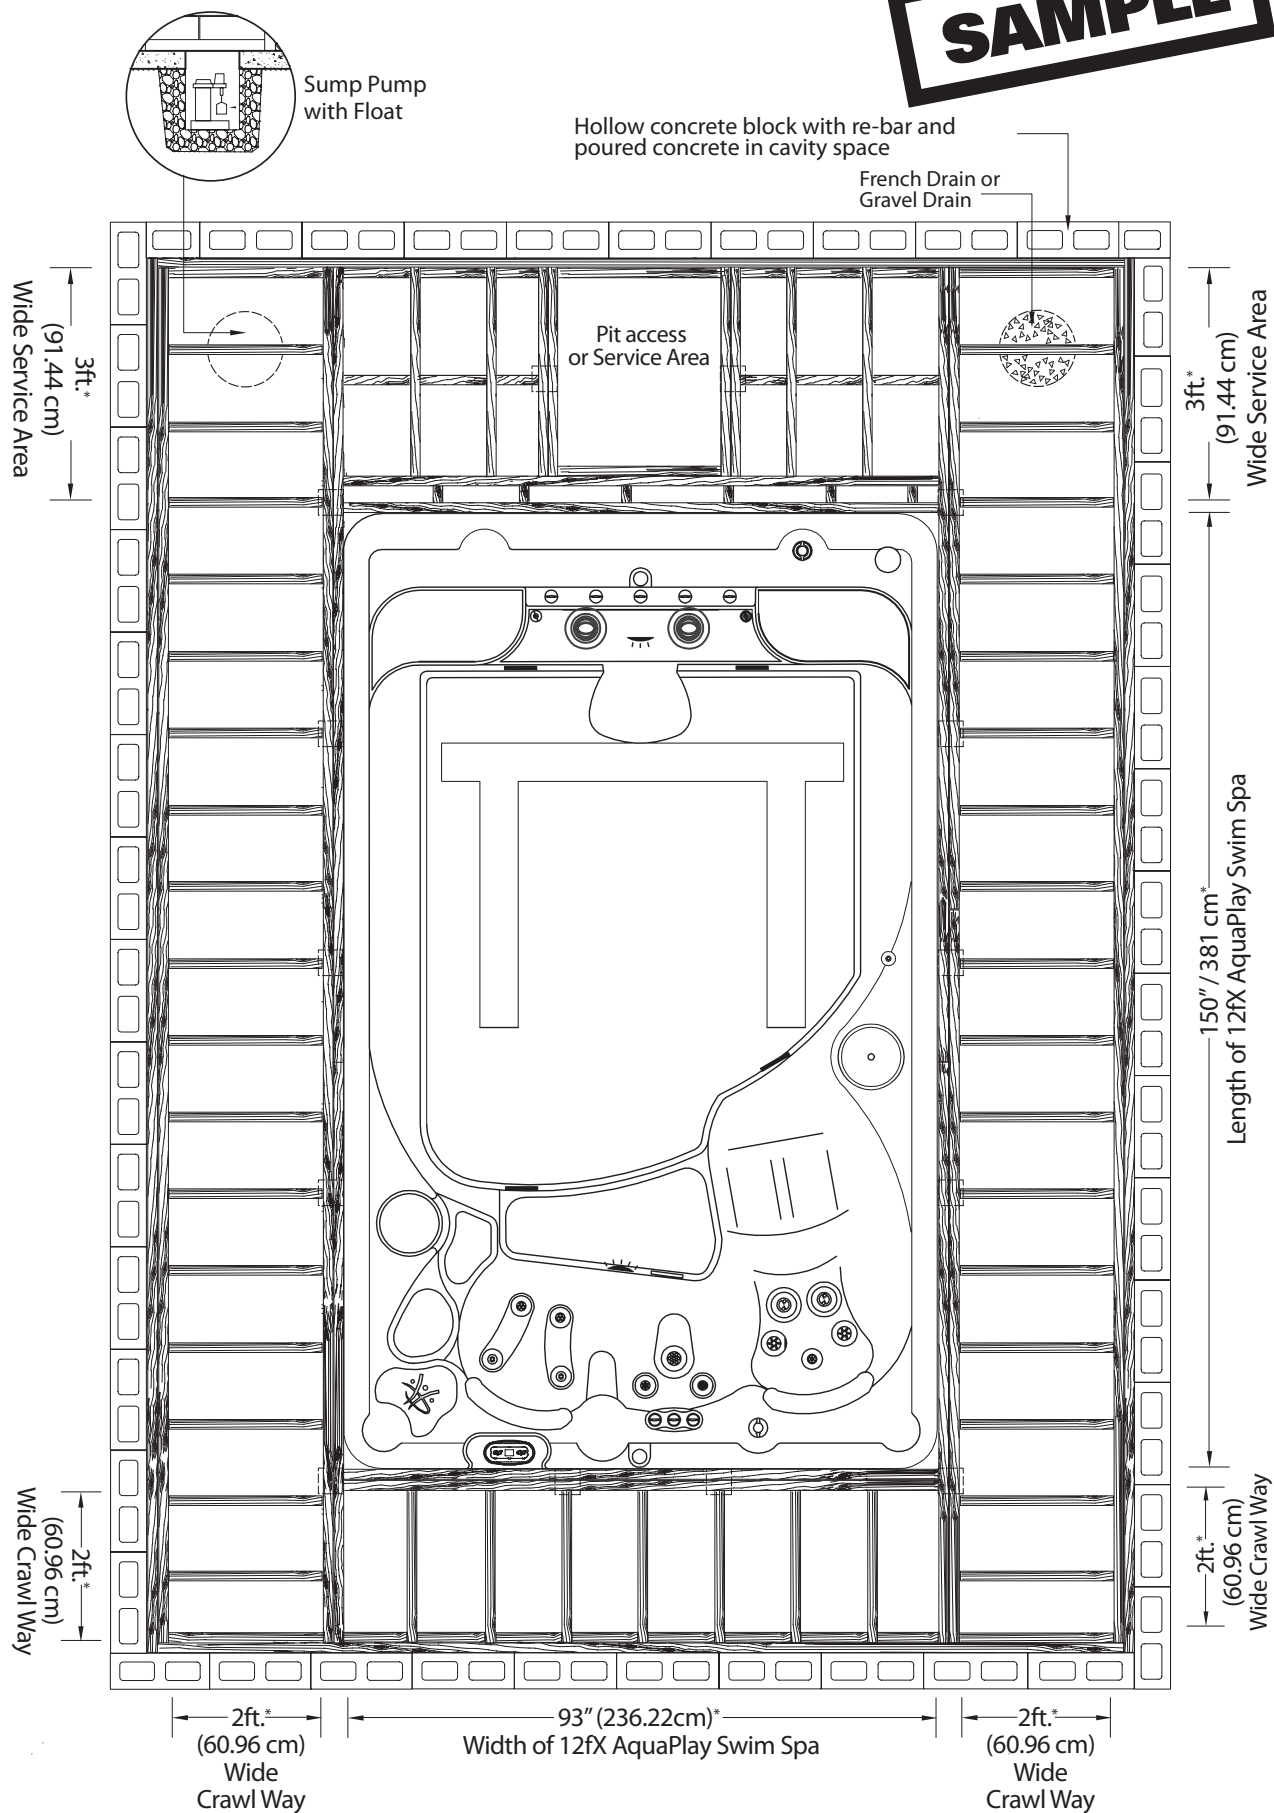 SAMPLE
Sump Pump
with Float
Hollow concrete block with re-bar and
poured concrete in cavity space
French Drain or
Gravel Drain
3ft.*
(91.44 cm)
Wide Service Area
Pit access
or Service Area
3ft.*
(91.44 cm)
Wide Service Area
150” / 381 cm*
Length of 12fX AquaPlay Swim Spa
2ft.*
(60.96 cm)
Wide Crawl Way
2ft.*
(60.96 cm)
Wide Crawl Way
2ft.*
(60.96 cm)
Wide
Crawl Way
93” (236.22cm)*
Width of 12fX AquaPlay Swim Spa
2ft.*
(60.96 cm)
Wide
Crawl Way